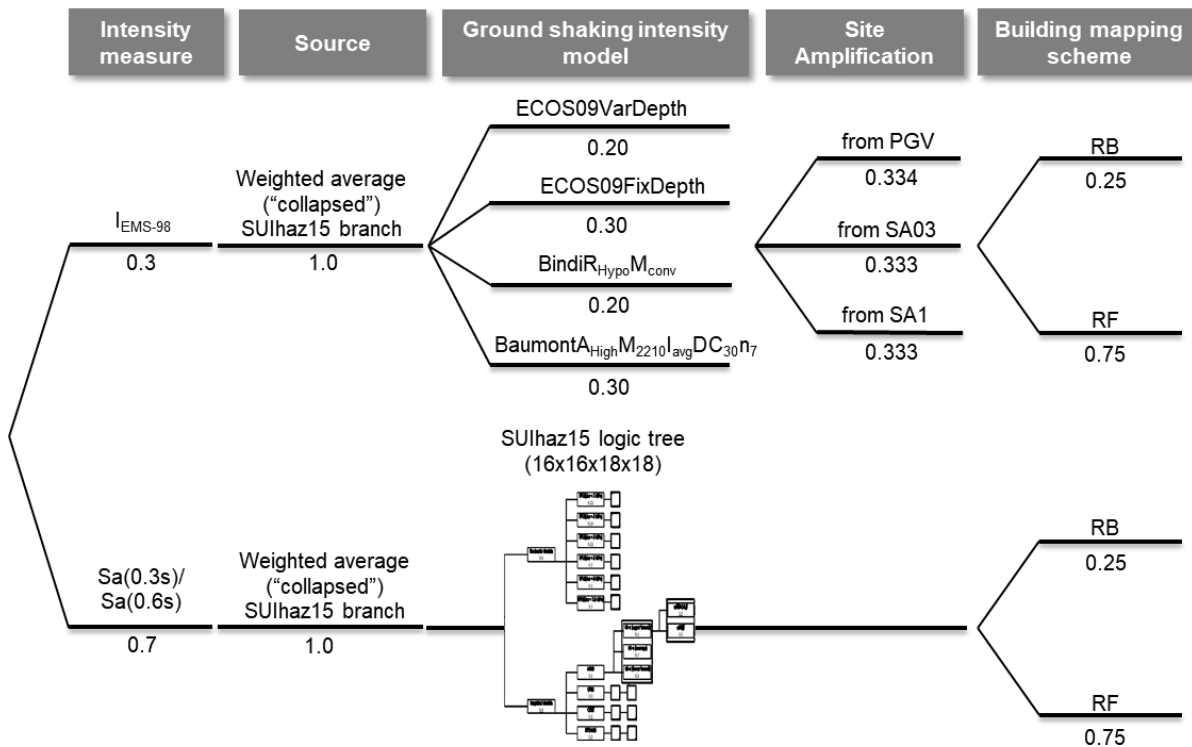 Intensity
measure
Source
Ground shaking intensity
model
Site
Amplification
Building mapping
scheme
I_EMS-98
0.3
Weighted average
("collapsed")
SUIhaz15 branch
1.0
ECOS09VarDepth
0.20
ECOS09FixDepth
0.30
BindiR_HypoM_conv
0.20
BaumontA_HighM_2210I_avgDC_30n_7
0.30
from PGV
0.334
from SA03
0.333
from SA1
0.333
RB
0.25
RF
0.75
Sa(0.3s)/
Sa(0.6s)
0.7
Weighted average
("collapsed")
SUIhaz15 branch
1.0
SUIhaz15 logic tree
(16x16x18x18)
RB
0.25
RF
0.75